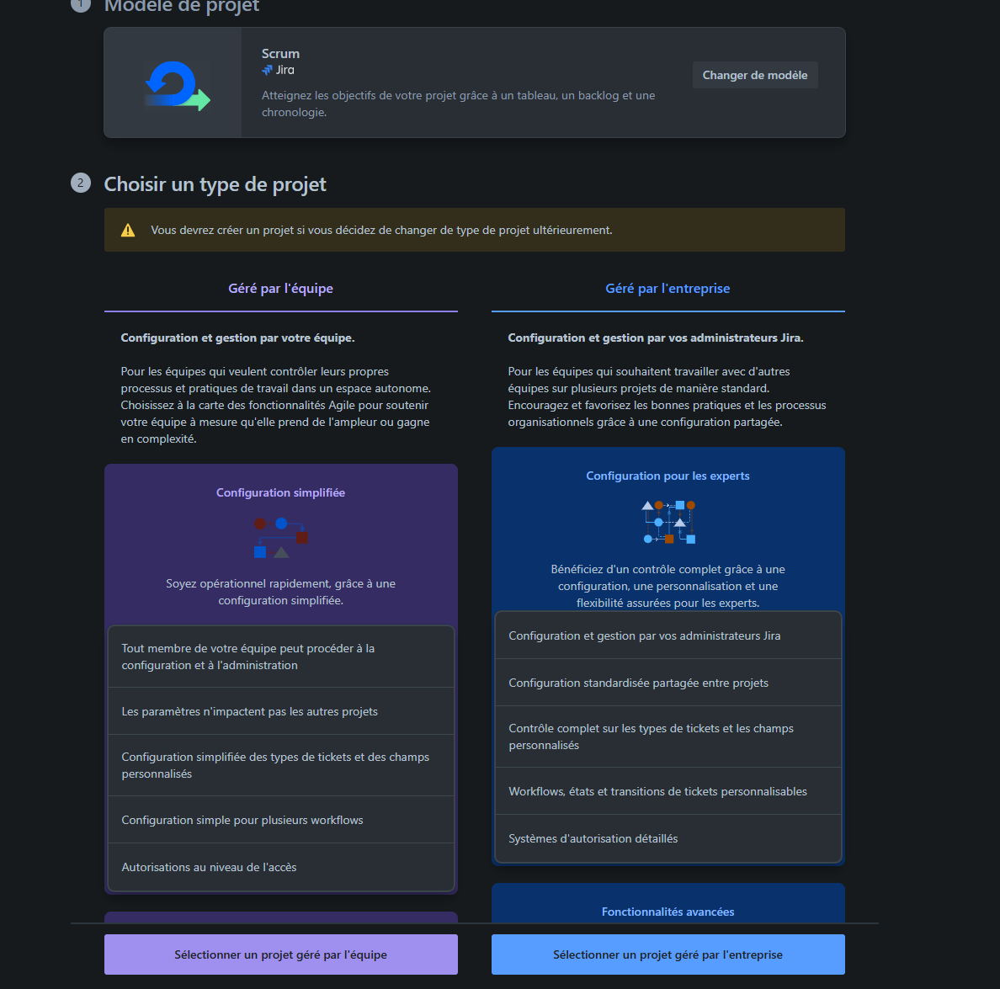 1
Modèle de projet
Scrum
Jira
Atteignez les objectifs de votre projet grâce à un tableau, un backlog et une
chronologie.
Changer de modèle
2
Choisir un type de projet
Vous devrez créer un projet si vous décidez de changer de type de projet ultérieurement.
Géré par l'équipe
Configuration et gestion par votre équipe.
Pour les équipes qui veulent contrôler leurs propres
processus et pratiques de travail dans un espace autonome.
Choisissez à la carte des fonctionnalités Agile pour soutenir
votre équipe à mesure qu'elle prend de l'ampleur ou gagne
en complexité.
Configuration simplifiée
Soyez opérationnel rapidement, grâce à une
configuration simplifiée.
Tout membre de votre équipe peut procéder à la
configuration et à l'administration
Les paramètres n'impactent pas les autres projets
Configuration simplifiée des types de tickets et des champs
personnalisés
Configuration simple pour plusieurs workflows
Autorisations au niveau de l'accès
Sélectionner un projet géré par l'équipe
Géré par l'entreprise
Configuration et gestion par vos administrateurs Jira.
Pour les équipes qui souhaitent travailler avec d'autres
équipes sur plusieurs projets de manière standard.
Encouragez et favorisez les bonnes pratiques et les processus
organisationnels grâce à une configuration partagée.
Configuration pour les experts
Bénéficiez d'un contrôle complet grâce à une
configuration, une personnalisation et une
flexibilité assurées pour les experts.
Configuration et gestion par vos administrateurs Jira
Configuration standardisée partagée entre projets
Contrôle complet sur les types de tickets et les champs
personnalisés
Workflows, états et transitions de tickets personnalisables
Systèmes d'autorisation détaillés
Fonctionnalités avancées
Sélectionner un projet géré par l'entreprise